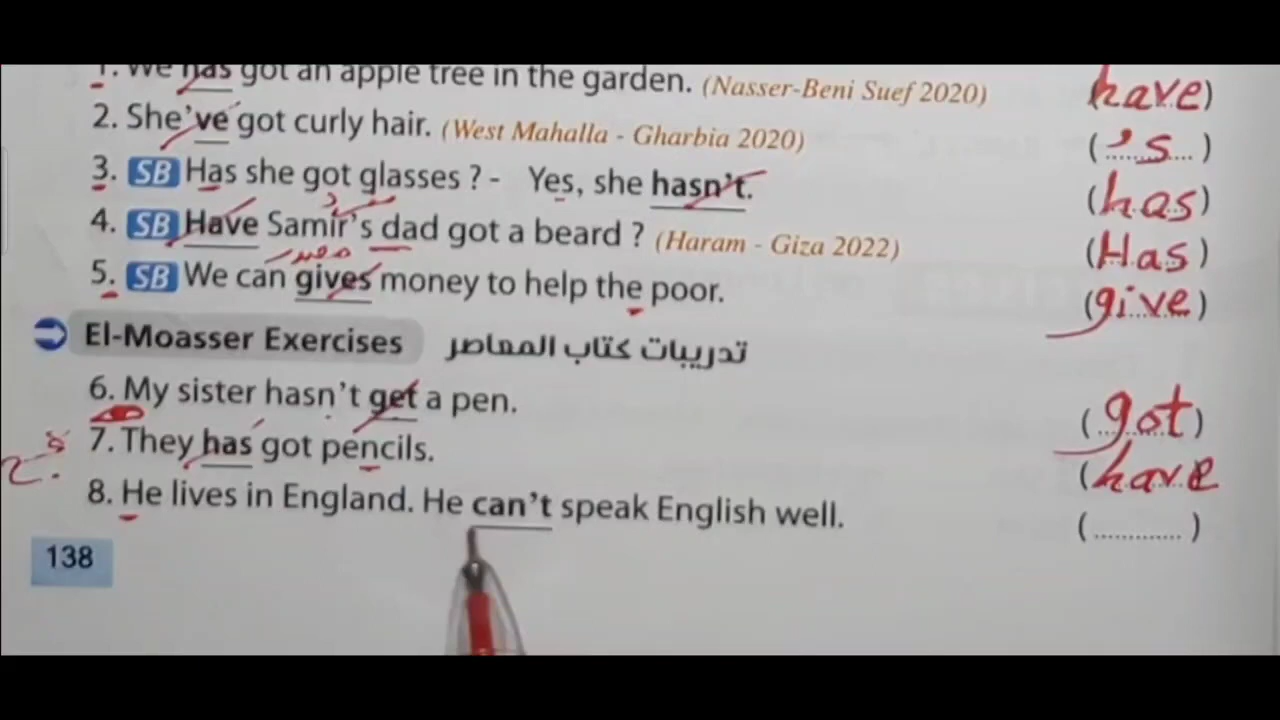 1. We has got an apple tree in the garden. (Nasser-Beni Suef 2020) (have)
2. She've got curly hair. (West Mahalla - Gharbia 2020) (...'s... )
3. SB Has she got glasses ? - Yes, she hasn't. (has)
4. SB Have Samir's dad got a beard ? (Haram - Giza 2022) (Has)
5. SB We can gives money to help the poor. (give)
El-Moasser Exercises تدريبات كتاب المعاصر
6. My sister hasn't get a pen. (got)
7. They has got pencils. (have
8. He lives in England. He can't speak English well. (.............)
138